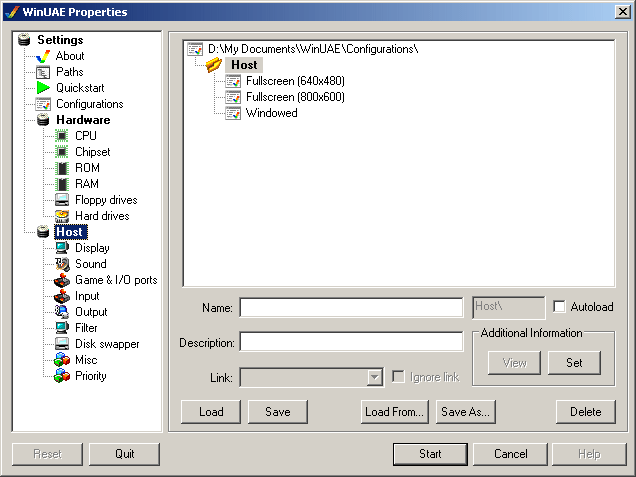 WinUAE Properties
Settings
About
Paths
Quickstart
Configurations
Hardware
CPU
Chipset
ROM
RAM
Floppy drives
Hard drives
Host
Display
Sound
Game & I/O ports
Input
Output
Filter
Disk swapper
Misc
Priority
D:\My Documents\WinUAE\Configurations\
Host
Fullscreen (640x480)
Fullscreen (800x600)
Windowed
Name:
Host\
Autoload
Description:
Additional Information
View
Set
Link:
Ignore link
Load
Save
Load From...
Save As...
Delete
Reset
Quit
Start
Cancel
Help